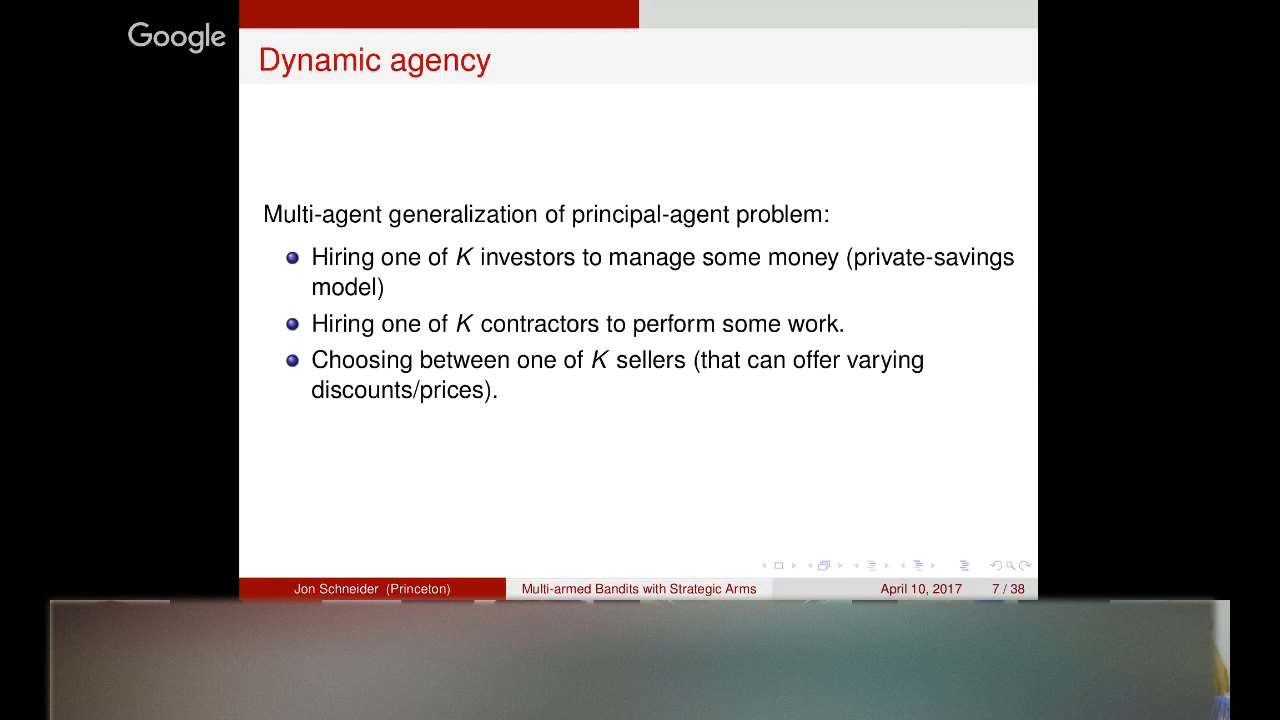 Google
Dynamic agency
Multi-agent generalization of principal-agent problem:
Hiring one of K investors to manage some money (private-savings
model)
Hiring one of K contractors to perform some work.
Choosing between one of K sellers (that can offer varying
discounts/prices).
Jon Schneider (Princeton) Multi-armed Bandits with Strategic Arms April 10, 2017 7 / 38